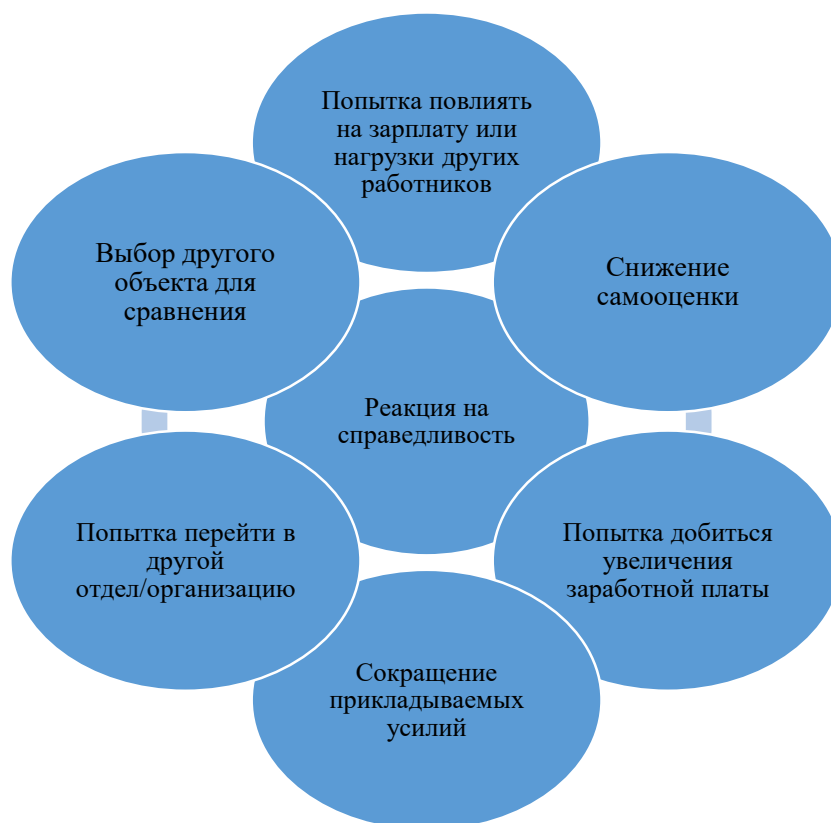 Попытка повлиять
на зарплату или
нагрузки других
работников
Выбор другого
объекта для
сравнения
Снижение
самооценки
Реакция на
справедливость
Попытка перейти в
другой
отдел/организацию
Попытка добиться
увеличения
заработной платы
Сокращение
прикладываемых
усилий